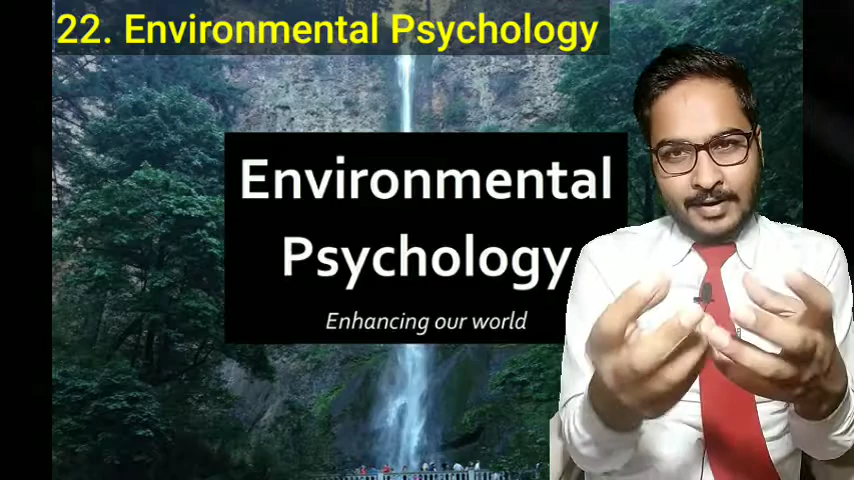 22. Environmental Psychology
Environmental
Psychology
Enhancing our world